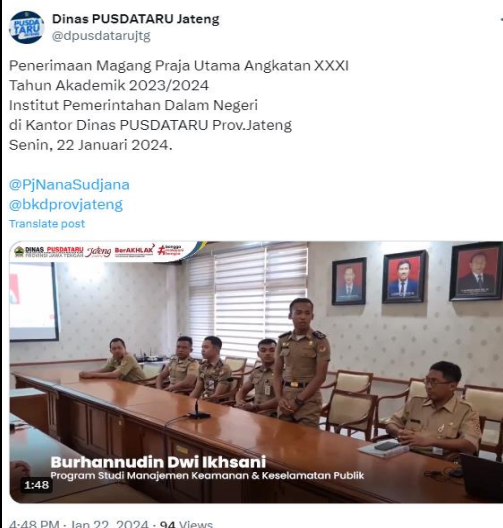 Dinas PUSDATARU Jateng
@dpusdatarujtg
Penerimaan Magang Praja Utama Angkatan XXXI
Tahun Akademik 2023/2024
Institut Pemerintahan Dalam Negeri
di Kantor Dinas PUSDATARU Prov.Jateng
Senin, 22 Januari 2024.
@PjNanaSudjana
@bkdprovjateng
Translate post
DINAS PUSDATARU
PROVINSI JAWA TENGAH
Jateng
BerAKHLAK
Burhannudin Dwi Ikhsani
Program Studi Manajemen Keamanan & Keselamatan Publik
1:48
4:48 PM · Jan 22, 2024 · 94 Views